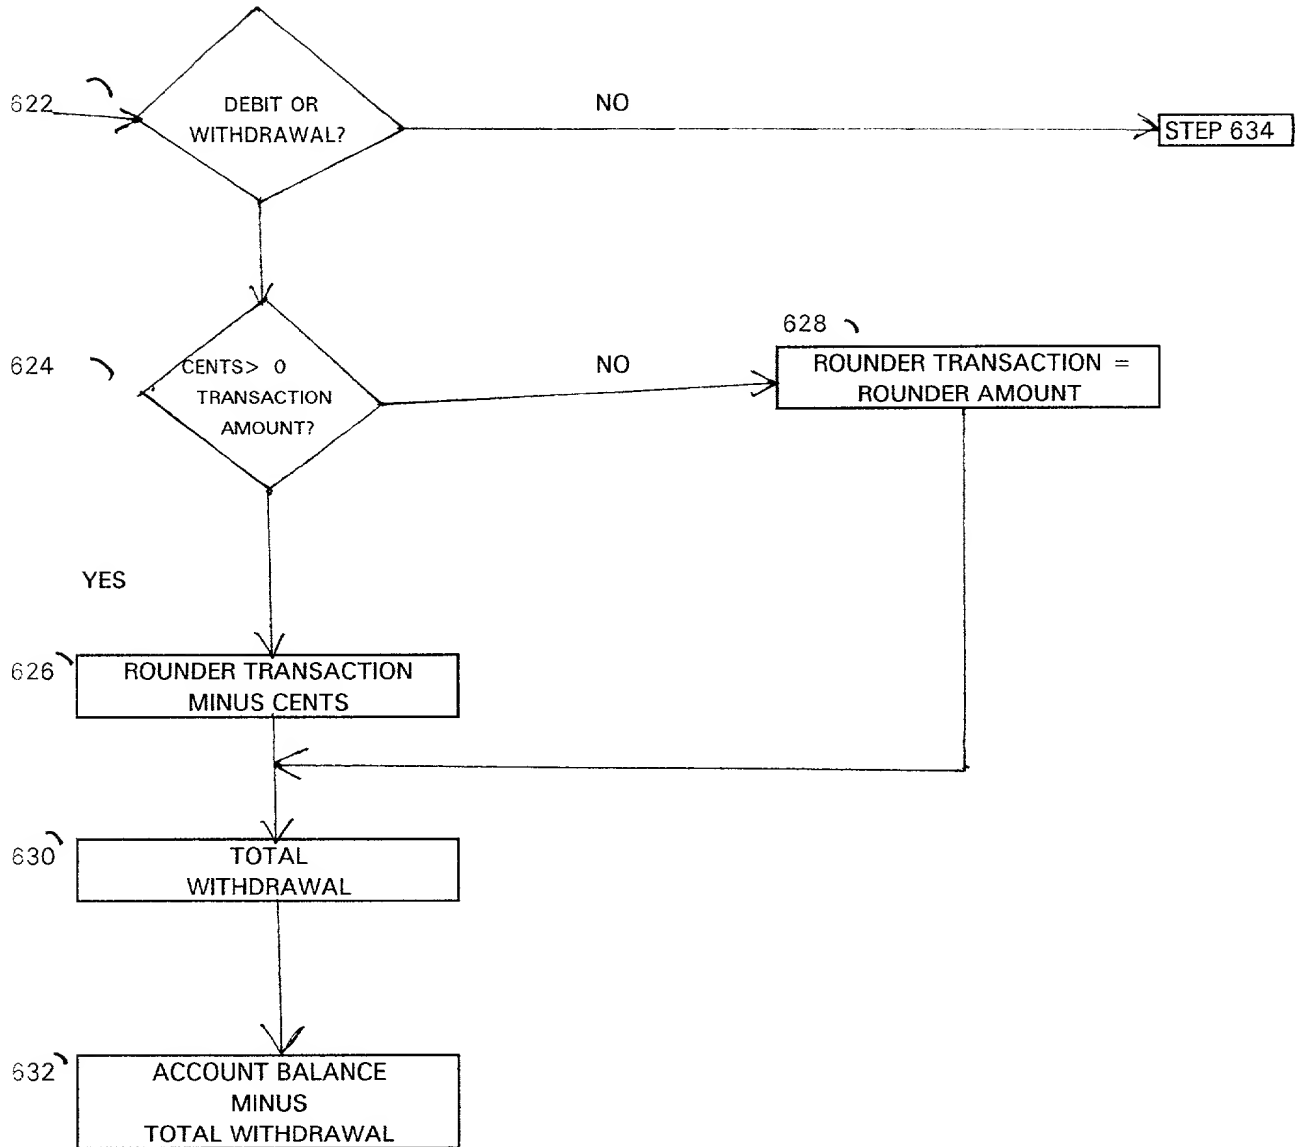 622
DEBIT OR
WITHDRAWAL?
NO
STEP 634
624
CENTS> 0
TRANSACTION
AMOUNT?
NO
628
ROUNDER TRANSACTION =
ROUNDER AMOUNT
YES
626
ROUNDER TRANSACTION
MINUS CENTS
630
TOTAL
WITHDRAWAL
632
ACCOUNT BALANCE
MINUS
TOTAL WITHDRAWAL